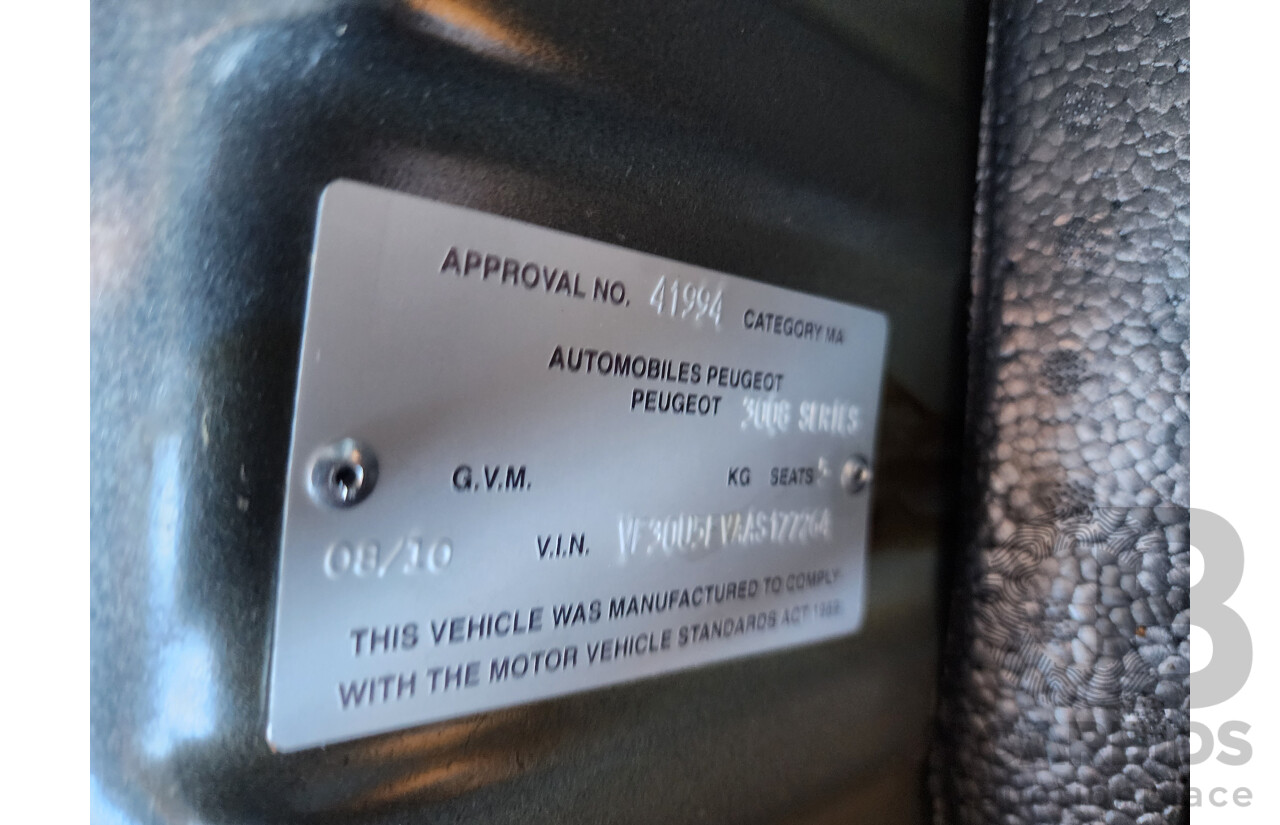 APPROVAL NO. 41994 CATEGORY MA
AUTOMOBILES PEUGEOT
PEUGEOT 3008 SERIES
G.V.M. KG SEATS 5
08/10 V.I.N.
THIS VEHICLE WAS MANUFACTURED TO COMPLY
WITH THE MOTOR VEHICLE STANDARDS ACT 1989.